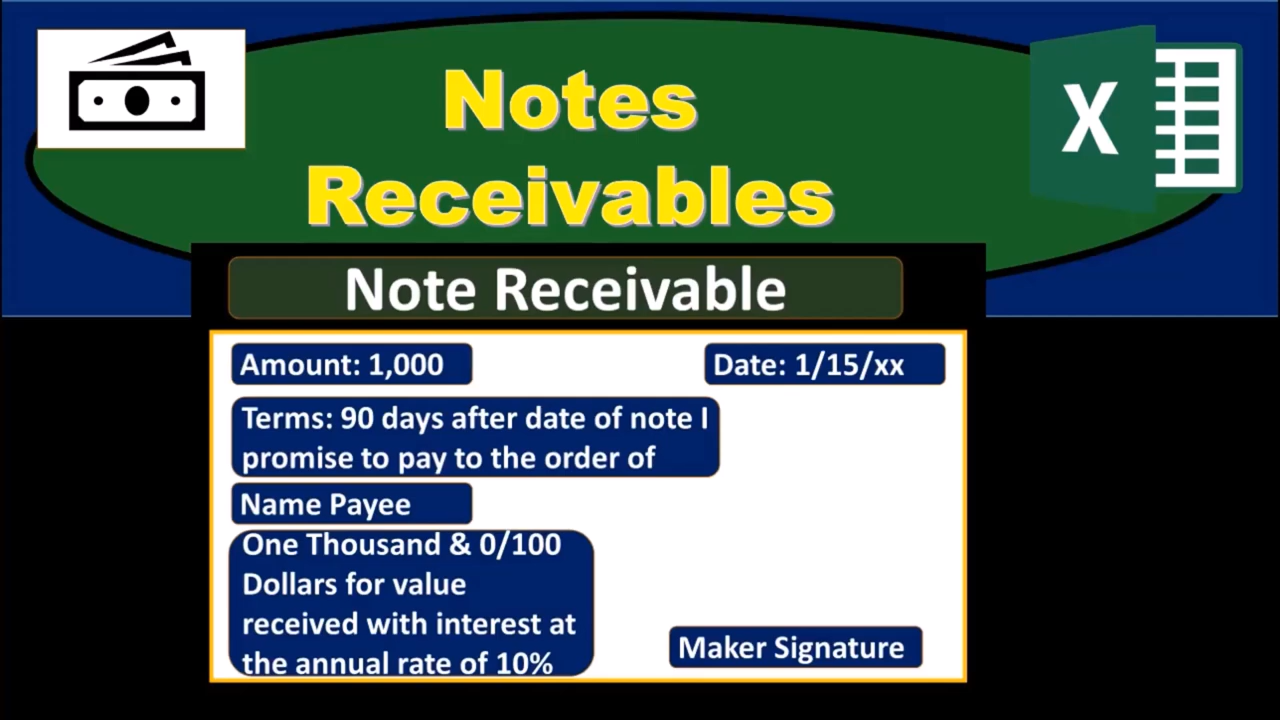 Notes
Receivables
X
Note Receivable
Amount: 1,000
Date: 1/15/xx
Terms: 90 days after date of note I
promise to pay to the order of
Name Payee
One Thousand & 0/100
Dollars for value
received with interest at
the annual rate of 10%
Maker Signature